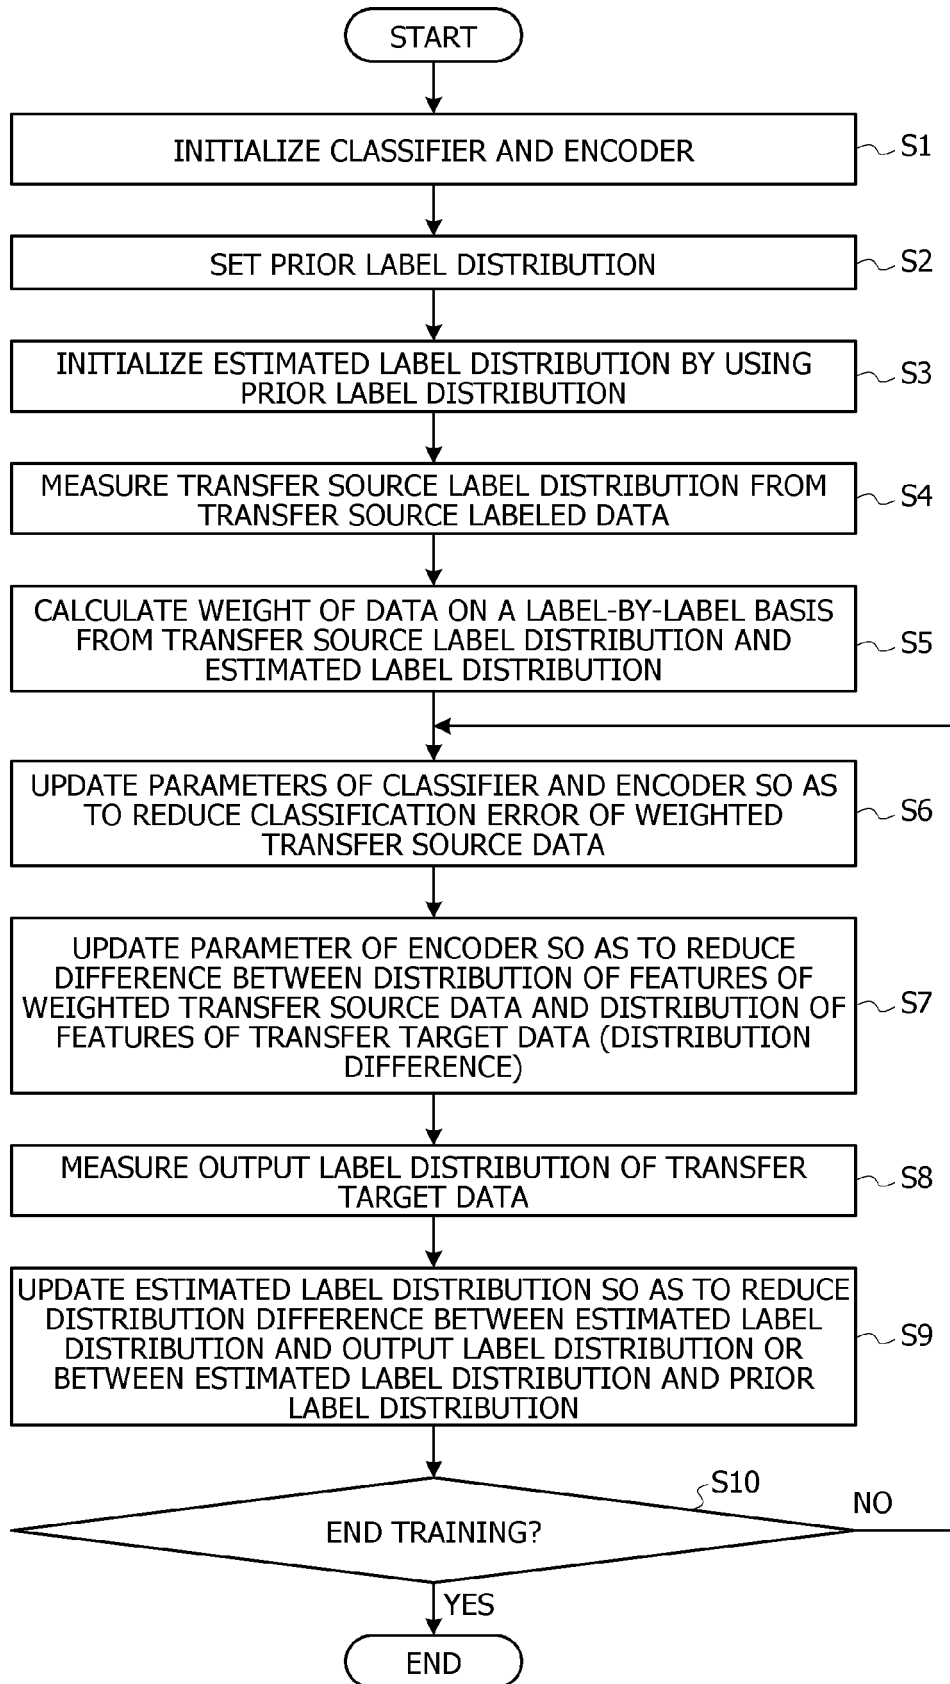 START
INITIALIZE CLASSIFIER AND ENCODER
S1
SET PRIOR LABEL DISTRIBUTION
S2
INITIALIZE ESTIMATED LABEL DISTRIBUTION BY USING
PRIOR LABEL DISTRIBUTION
S3
MEASURE TRANSFER SOURCE LABEL DISTRIBUTION FROM
TRANSFER SOURCE LABELED DATA
S4
CALCULATE WEIGHT OF DATA ON A LABEL-BY-LABEL BASIS
FROM TRANSFER SOURCE LABEL DISTRIBUTION AND
ESTIMATED LABEL DISTRIBUTION
S5
UPDATE PARAMETERS OF CLASSIFIER AND ENCODER SO AS
TO REDUCE CLASSIFICATION ERROR OF WEIGHTED
TRANSFER SOURCE DATA
S6
UPDATE PARAMETER OF ENCODER SO AS TO REDUCE
DIFFERENCE BETWEEN DISTRIBUTION OF FEATURES OF
WEIGHTED TRANSFER SOURCE DATA AND DISTRIBUTION OF
FEATURES OF TRANSFER TARGET DATA (DISTRIBUTION
DIFFERENCE)
S7
MEASURE OUTPUT LABEL DISTRIBUTION OF TRANSFER
TARGET DATA
S8
UPDATE ESTIMATED LABEL DISTRIBUTION SO AS TO REDUCE
DISTRIBUTION DIFFERENCE BETWEEN ESTIMATED LABEL
DISTRIBUTION AND OUTPUT LABEL DISTRIBUTION OR
BETWEEN ESTIMATED LABEL DISTRIBUTION AND PRIOR
LABEL DISTRIBUTION
S9
S10
END TRAINING?
NO
YES
END